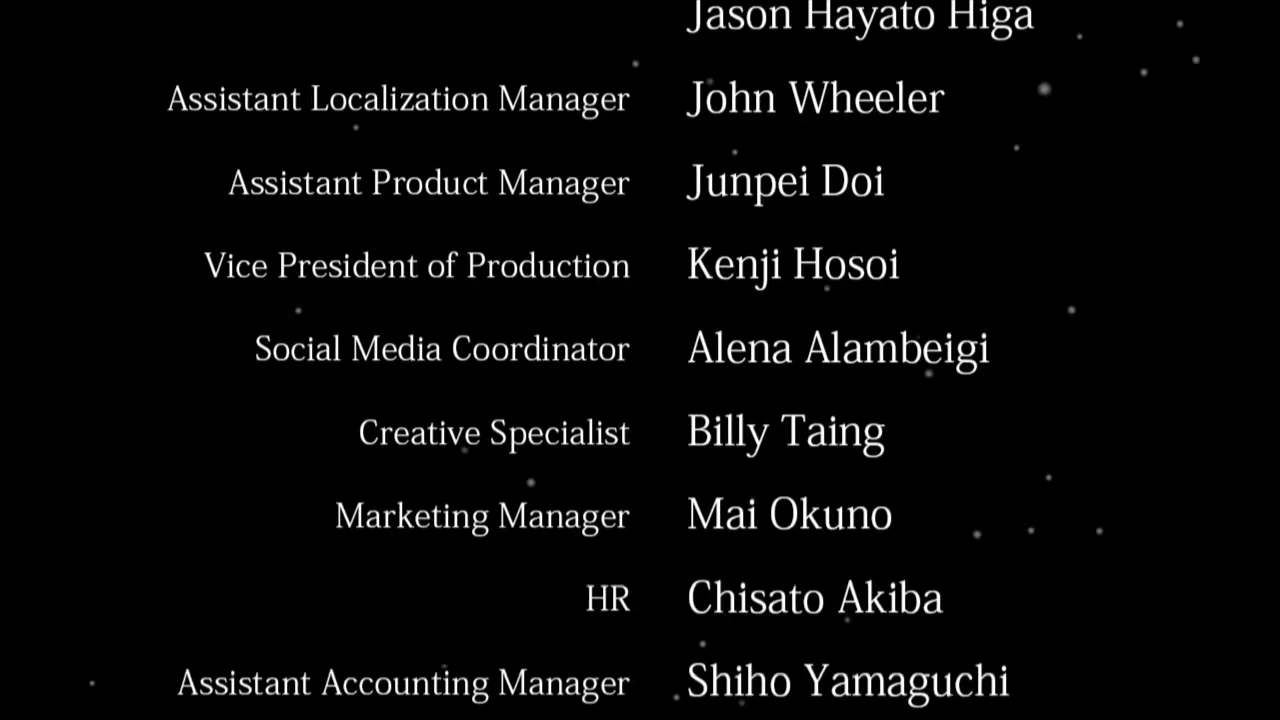 Jason Hayato Higa
Assistant Localization Manager John Wheeler
Assistant Product Manager Junpei Doi
Vice President of Production Kenji Hosoi
Social Media Coordinator Alena Alambeigi
Creative Specialist Billy Taing
Marketing Manager Mai Okuno
HR Chisato Akiba
Assistant Accounting Manager Shiho Yamaguchi